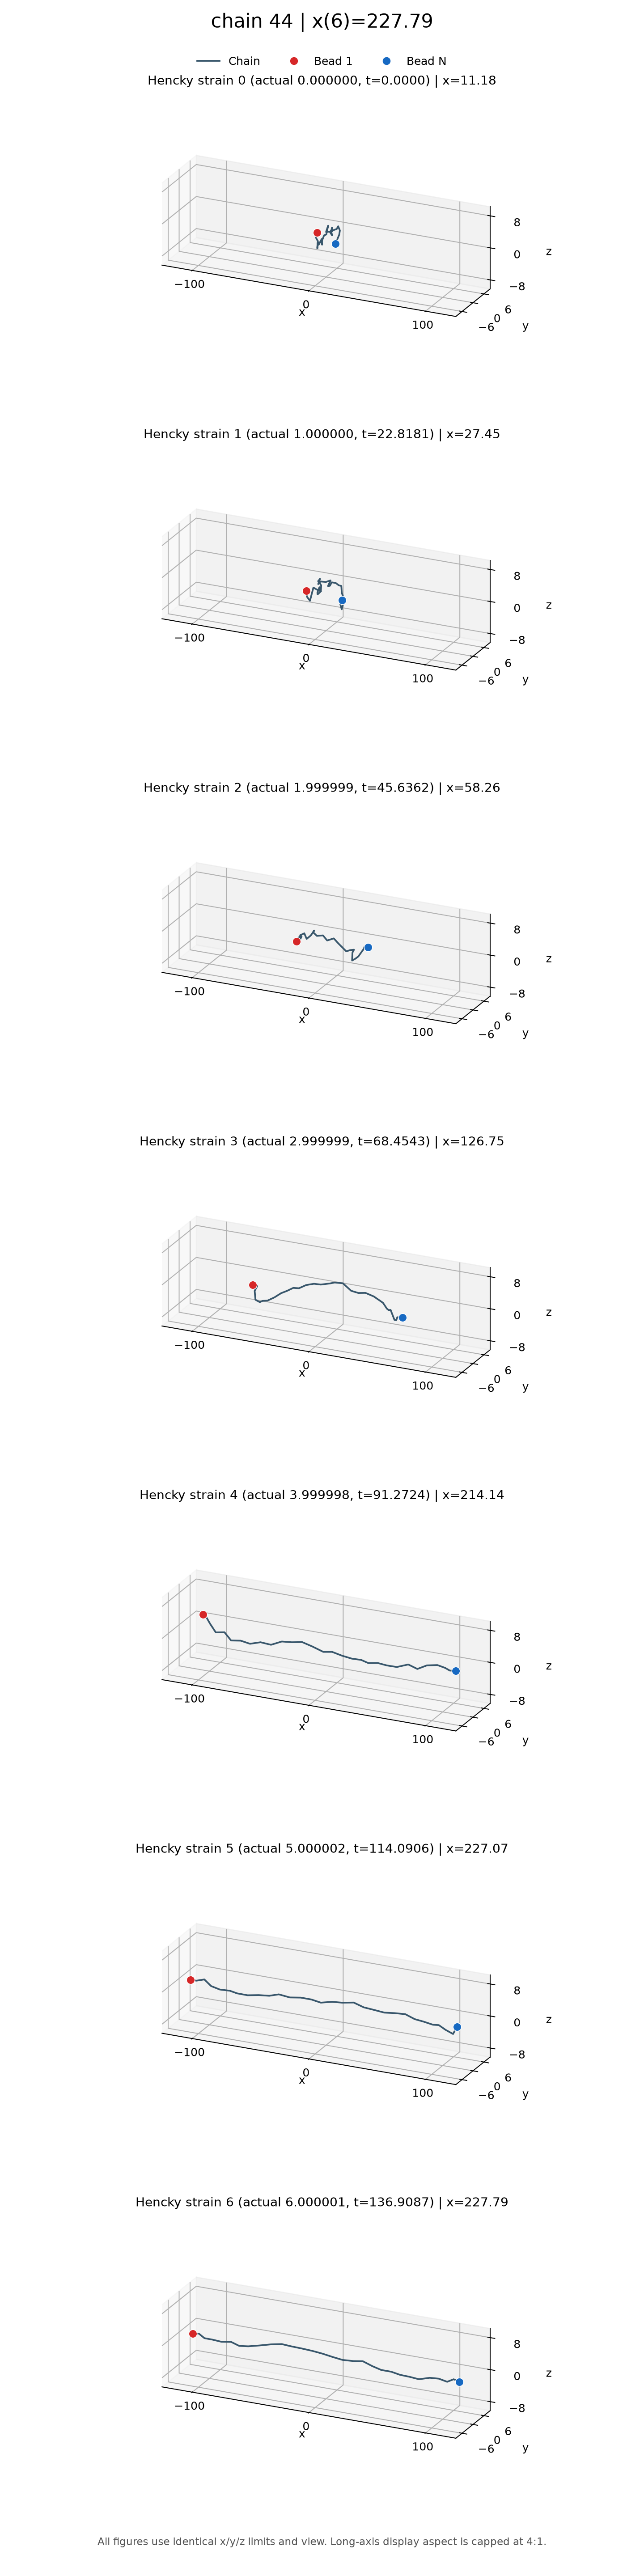 chain 44 | x(6)=227.79
Chain Bead 1 Bead N
Hencky strain 0 (actual 0.000000, t=0.0000) | x=11.18
8
0
z
−8
−100
0
x
100
6
0
−6
y
Hencky strain 1 (actual 1.000000, t=22.8181) | x=27.45
8
0
z
−8
−100
0
x
100
6
0
−6
y
Hencky strain 2 (actual 1.999999, t=45.6362) | x=58.26
8
0
z
−8
−100
0
x
100
6
0
−6
y
Hencky strain 3 (actual 2.999999, t=68.4543) | x=126.75
8
0
z
−8
−100
0
x
100
6
0
−6
y
Hencky strain 4 (actual 3.999998, t=91.2724) | x=214.14
8
0
z
−8
−100
0
x
100
6
0
−6
y
Hencky strain 5 (actual 5.000002, t=114.0906) | x=227.07
8
0
z
−8
−100
0
x
100
6
0
−6
y
Hencky strain 6 (actual 6.000001, t=136.9087) | x=227.79
8
0
z
−8
−100
0
x
100
6
0
−6
y
All figures use identical x/y/z limits and view. Long-axis display aspect is capped at 4:1.